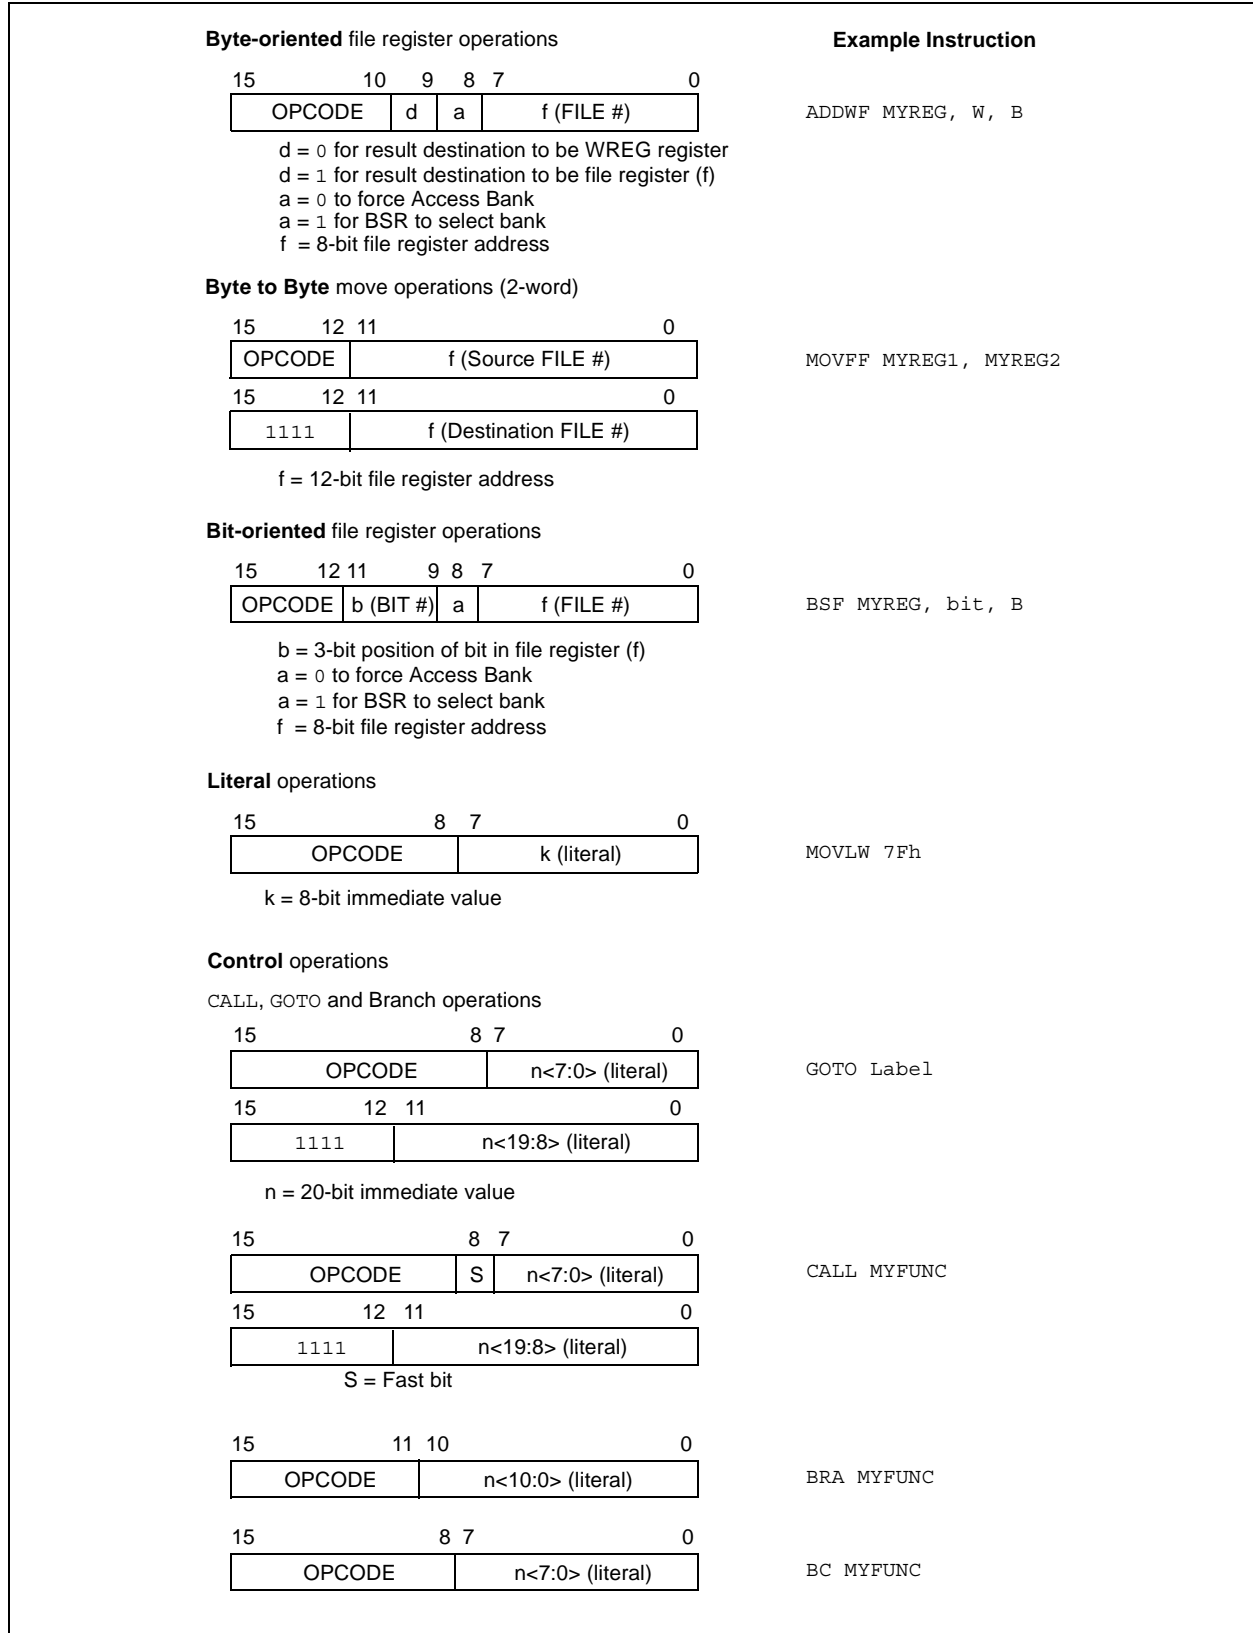 Byte-oriented file register operations Example Instruction
15 10 9 8 7 0
OPCODE d a f (FILE #) ADDWF MYREG, W, B
d = 0 for result destination to be WREG register
d = 1 for result destination to be file register (f)
a = 0 to force Access Bank
a = 1 for BSR to select bank
f = 8-bit file register address
Byte to Byte move operations (2-word)
15 12 11 0
OPCODE f (Source FILE #) MOVFF MYREG1, MYREG2
15 12 11 0
1111 f (Destination FILE #)
f = 12-bit file register address
Bit-oriented file register operations
15 12 11 9 8 7 0
OPCODE b (BIT #) a f (FILE #) BSF MYREG, bit, B
b = 3-bit position of bit in file register (f)
a = 0 to force Access Bank
a = 1 for BSR to select bank
f = 8-bit file register address
Literal operations
15 8 7 0
OPCODE k (literal) MOVLW 7Fh
k = 8-bit immediate value
Control operations
CALL, GOTO and Branch operations
15 8 7 0
OPCODE n<7:0> (literal) GOTO Label
15 12 11 0
1111 n<19:8> (literal)
n = 20-bit immediate value
15 8 7 0
OPCODE S n<7:0> (literal) CALL MYFUNC
15 12 11 0
1111 n<19:8> (literal)
S = Fast bit
15 11 10 0
OPCODE n<10:0> (literal) BRA MYFUNC
15 8 7 0
OPCODE n<7:0> (literal) BC MYFUNC